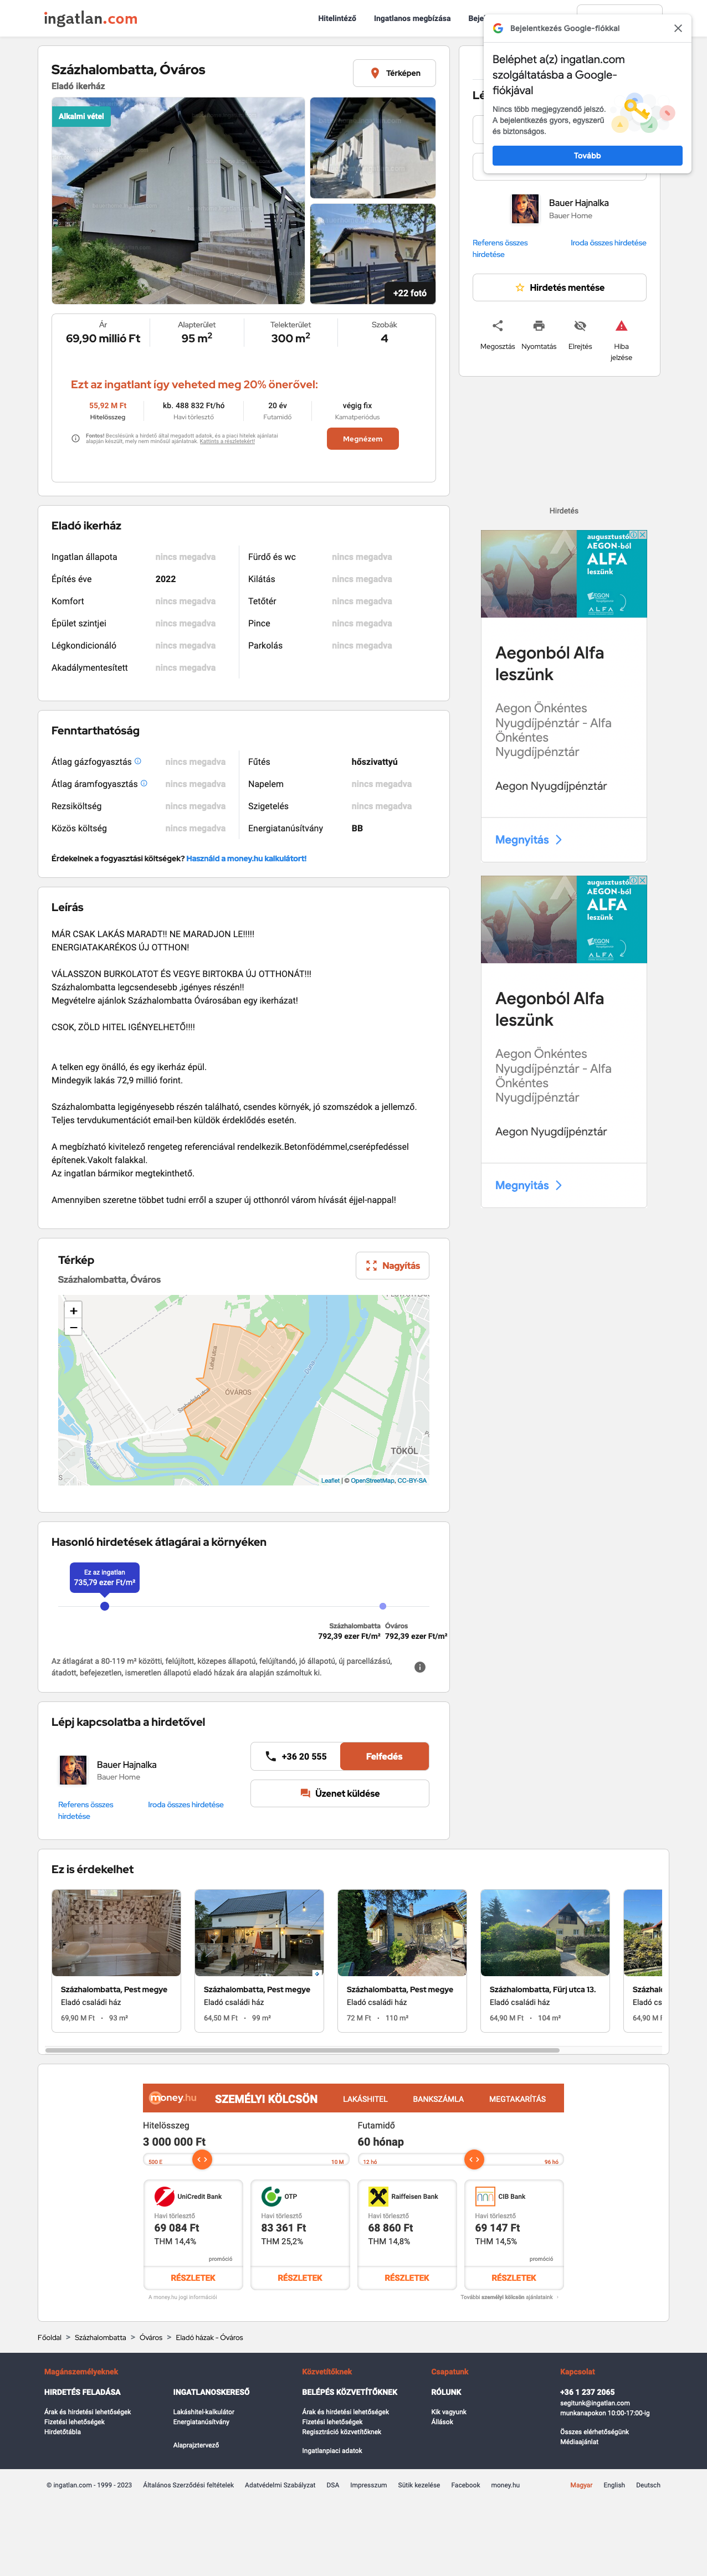 ingatlan.com
Hitelintéző Ingatlanos megbízása
Bejelentkezés Google-fiókkal
Beléphet a(z) ingatlan.com
szolgáltatásba a Google-
fiókjával
Nincs több megjegyzendő jelszó.
A bejelentkezés gyors, egyszerű
és biztonságos.
Tovább
Százhalombatta, Óváros
Eladó ikerház
Térképen
Alkalmi vétel
+22 fotó
Ár Alapterület Telekterület Szobák
69,90 millió Ft 95 m² 300 m² 4
Ezt az ingatlant így veheted meg 20% önerővel:
55,92 M Ft kb. 488 832 Ft/hó 20 év végig fix
Hitelösszeg Havi törlesztő Futamidő Kamatperiódus
Fontos! Becslésünk a hirdető által megadott adatok, és a piaci hitelek ajánlatai
alapján készült, mely nem minősül ajánlatnak. Kattints a részletekért!
Megnézem
Bauer Hajnalka
Bauer Home
Referens összes
hirdetése
Iroda összes hirdetése
Hirdetés mentése
Megosztás Nyomtatás Elrejtés Hiba
jelzése
Hirdetés
Eladó ikerház
Ingatlan állapota nincs megadva Fürdő és wc nincs megadva
Építés éve 2022 Kilátás nincs megadva
Komfort nincs megadva Tetőtér nincs megadva
Épület szintjei nincs megadva Pince nincs megadva
Légkondicionáló nincs megadva Parkolás nincs megadva
Akadálymentesített nincs megadva
augusztustól
AEGON-ból
ALFA
leszünk
AEGON
ALFA
Aegonból Alfa
leszünk
Aegon Önkéntes
Nyugdíjpénztár - Alfa
Önkéntes
Nyugdíjpénztár
Aegon Nyugdíjpénztár
Megnyitás
Fenntarthatóság
Átlag gázfogyasztás nincs megadva Fűtés hőszivattyú
Átlag áramfogyasztás nincs megadva Napelem nincs megadva
Rezsiköltség nincs megadva Szigetelés nincs megadva
Közös költség nincs megadva Energiatanúsítvány BB
Érdekelnek a fogyasztási költségek? Használd a money.hu kalkulátort!
augusztustól
AEGON-ból
ALFA
leszünk
AEGON
ALFA
Aegonból Alfa
leszünk
Aegon Önkéntes
Nyugdíjpénztár - Alfa
Önkéntes
Nyugdíjpénztár
Aegon Nyugdíjpénztár
Megnyitás
Leírás
MÁR CSAK LAKÁS MARADT!! NE MARADJON LE!!!!!
ENERGIATAKARÉKOS ÚJ OTTHON!
VÁLASSZON BURKOLATOT ÉS VEGYE BIRTOKBA ÚJ OTTHONÁT!!!
Százhalombatta legcsendesebb ,igényes részén!!
Megvételre ajánlok Százhalombatta Óvárosában egy ikerházat!
CSOK, ZÖLD HITEL IGÉNYELHETŐ!!!!
A telken egy önálló, és egy ikerház épül.
Mindegyik lakás 72,9 millió forint.
Százhalombatta legigényesebb részén található, csendes környék, jó szomszédok a jellemző.
Teljes tervdukumentációt email-ben küldök érdeklődés esetén.
A megbízható kivitelező rengeteg referenciával rendelkezik.Betonfödémmel,cserépfedéssel
építenek.Vakolt falakkal.
Az ingatlan bármikor megtekinthető.
Amennyiben szeretne többet tudni erről a szuper új otthonról várom hívását éjjel-nappal!
Térkép
Százhalombatta, Óváros
Nagyítás
+
−
ÓVÁROS
Duna
TÖKÖL
Leaflet | © OpenStreetMap, CC-BY-SA
Hasonló hirdetések átlagárai a környéken
Ez az ingatlan
735,79 ezer Ft/m²
Százhalombatta Óváros
792,39 ezer Ft/m² 792,39 ezer Ft/m²
Az átlagárat a 80-119 m² közötti, felújított, közepes állapotú, felújítandó, jó állapotú, új parcellázású,
átadott, befejezetlen, ismeretlen állapotú eladó házak ára alapján számoltuk ki.
Lépj kapcsolatba a hirdetővel
Bauer Hajnalka
Bauer Home
Referens összes
hirdetése
Iroda összes hirdetése
+36 20 555 Felfedés
Üzenet küldése
Ez is érdekelhet
Százhalombatta, Pest megye
Eladó családi ház
69,90 M Ft • 93 m²
Százhalombatta, Pest megye
Eladó családi ház
64,50 M Ft • 99 m²
Százhalombatta, Pest megye
Eladó családi ház
72 M Ft • 110 m²
Százhalombatta, Fürj utca 13.
Eladó családi ház
64,90 M Ft • 104 m²
money.hu SZEMÉLYI KÖLCSÖN LAKÁSHITEL BANKSZÁMLA MEGTAKARÍTÁS
Hitelösszeg Futamidő
3 000 000 Ft 60 hónap
500 E 10 M 12 hó 96 hó
UniCredit Bank
Havi törlesztő
69 084 Ft
THM 14,4%
promóció
RÉSZLETEK
OTP
Havi törlesztő
83 361 Ft
THM 25,2%
RÉSZLETEK
Raiffeisen Bank
Havi törlesztő
68 860 Ft
THM 14,8%
RÉSZLETEK
CIB Bank
Havi törlesztő
69 147 Ft
THM 14,5%
promóció
RÉSZLETEK
A money.hu jogi információi
További személyi kölcsön ajánlataink
Főoldal > Százhalombatta > Óváros > Eladó házak - Óváros
Magánszemélyeknek
HIRDETÉS FELADÁSA
Árak és hirdetési lehetőségek
Fizetési lehetőségek
Hirdetőtábla
INGATLANOSKERESŐ
Lakáshitel-kalkulátor
Energiatanúsítvány
Alaprajztervező
Közvetítőknek
BELÉPÉS KÖZVETÍTŐKNEK
Árak és hirdetési lehetőségek
Fizetési lehetőségek
Regisztráció közvetítőknek
Ingatlanpiaci adatok
Csapatunk
RÓLUNK
Kik vagyunk
Állások
Kapcsolat
+36 1 237 2065
segitunk@ingatlan.com
munkanapokon 10:00-17:00-ig
Összes elérhetőségünk
Médiaajánlat
© ingatlan.com - 1999 - 2023 Általános Szerződési feltételek Adatvédelmi Szabályzat DSA Impresszum Sütik kezelése Facebook money.hu Magyar English Deutsch